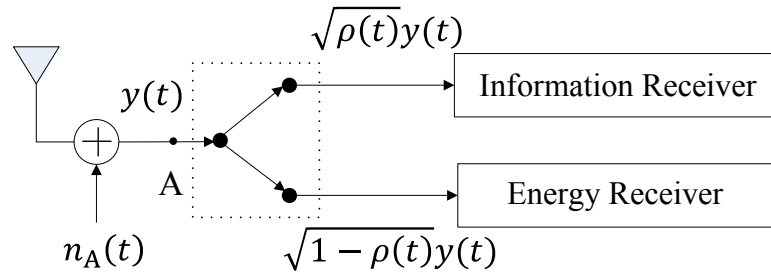 √ρ(t)y(t)
y(t)
Information Receiver
A
Energy Receiver
n_A(t)
√1 − ρ(t)y(t)